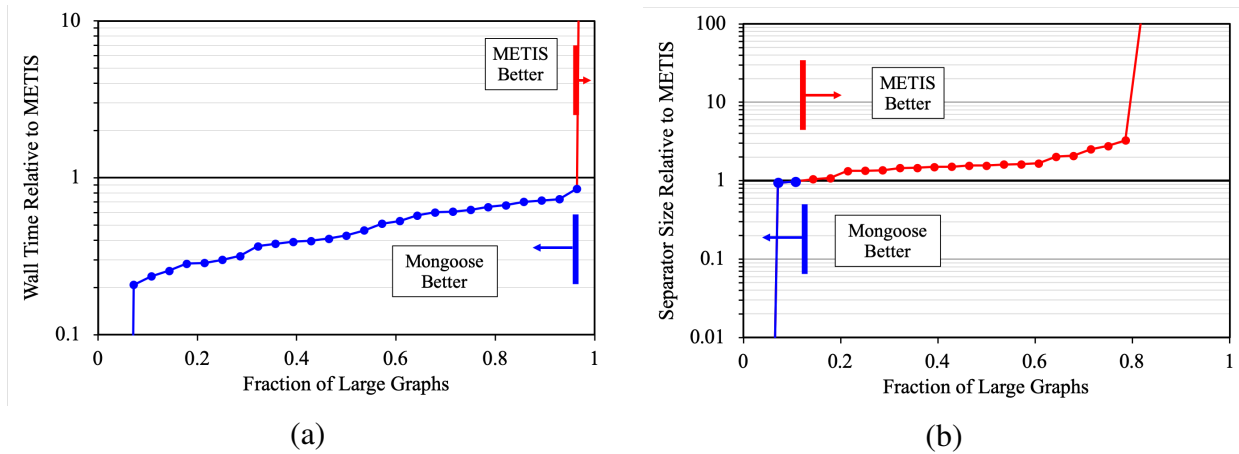 10
1
0.1
Wall Time Relative to METIS
METIS
Better
Mongoose
Better
0
0.2
0.4
0.6
0.8
1
Fraction of Large Graphs
(a)
100
10
1
0.1
0.01
Separator Size Relative to METIS
METIS
Better
Mongoose
Better
0
0.2
0.4
0.6
0.8
1
Fraction of Large Graphs
(b)